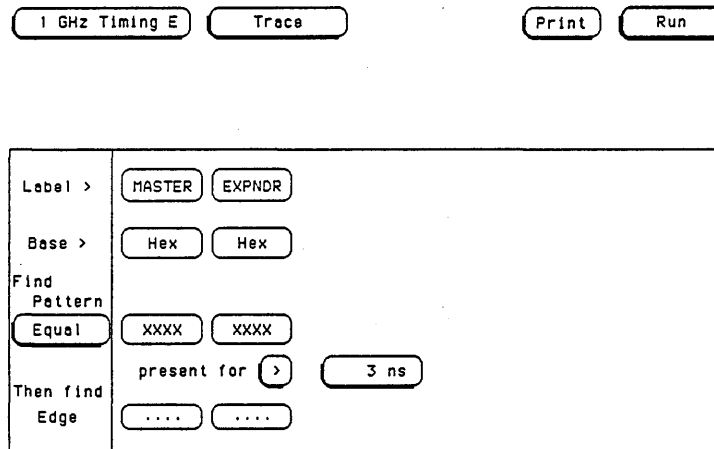 1 GHz Timing E Trace Print Run
Label > MASTER EXPNDR
Base > Hex Hex
Find
Pattern
Equal XXXX XXXX
present for > 3 ns
Then find
Edge .... ....